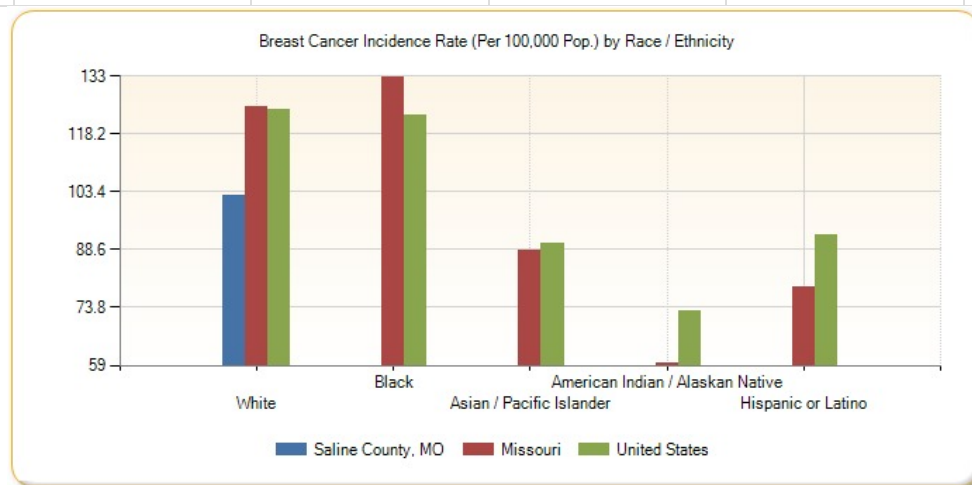 Breast Cancer Incidence Rate (Per 100,000 Pop.) by Race / Ethnicity
133
118.2
103.4
88.6
73.8
59
Black
American Indian / Alaskan Native
White
Asian / Pacific Islander
Hispanic or Latino
Saline County, MO
Missouri
United States